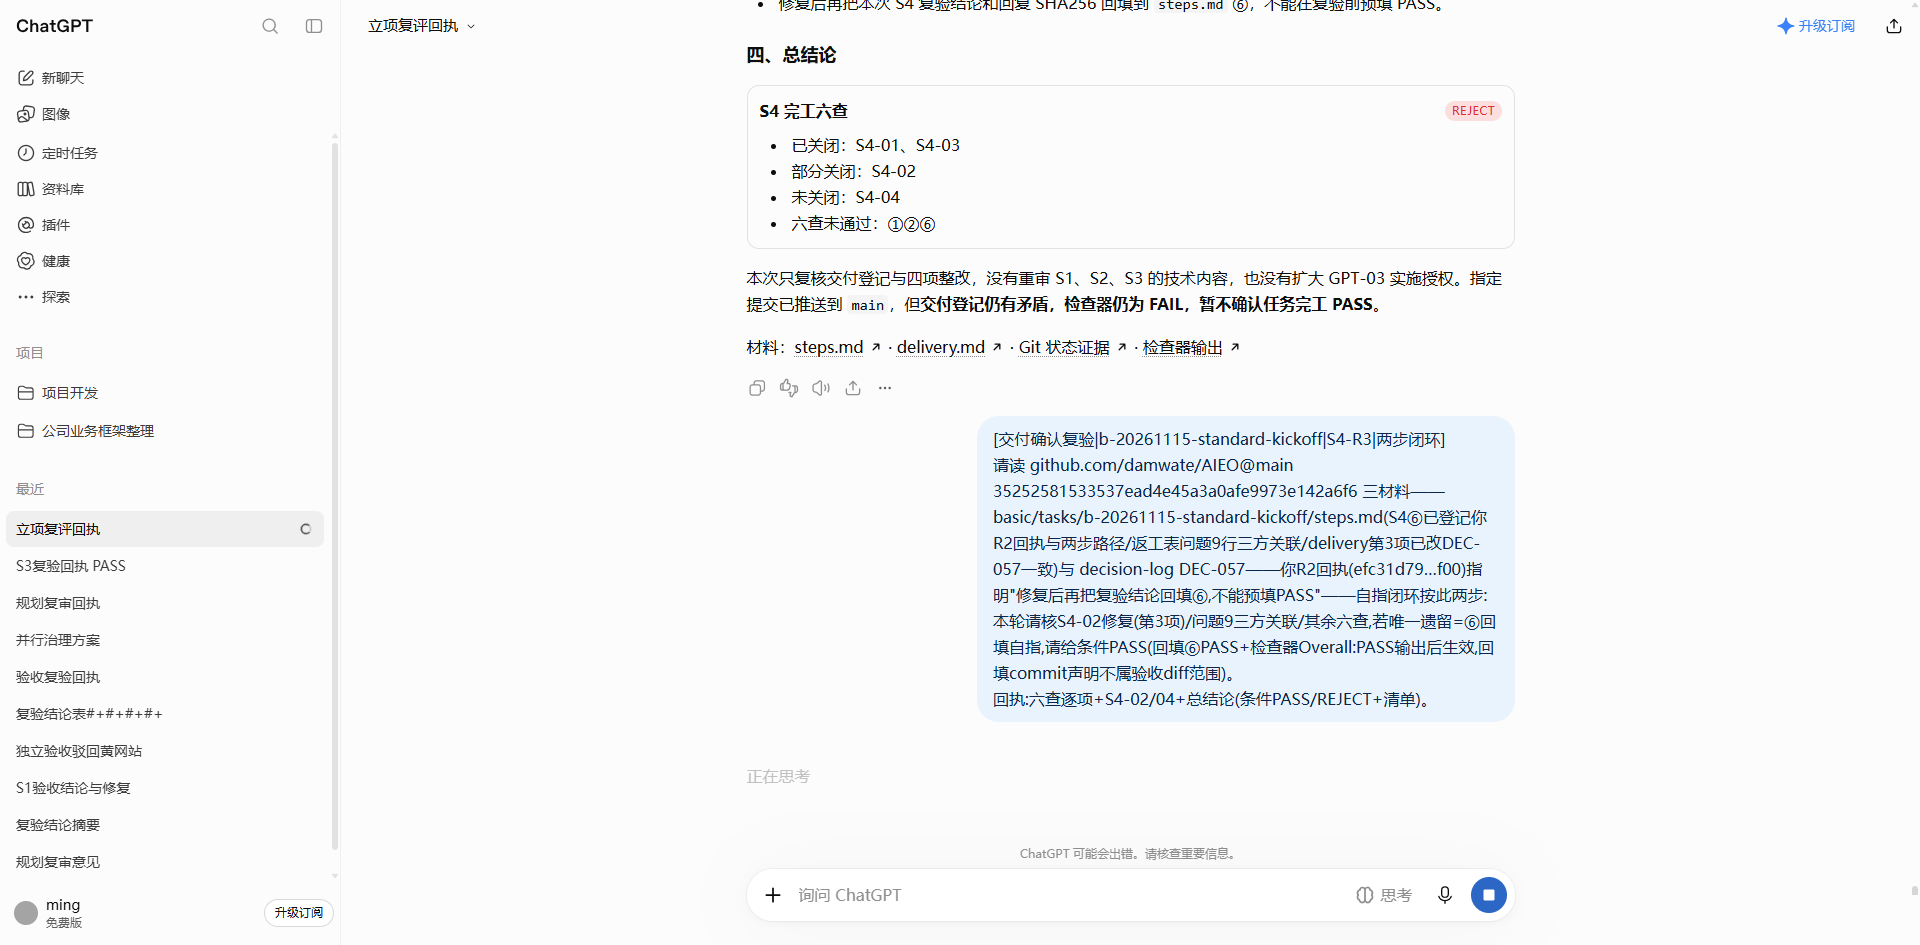 ChatGPT
新聊天
图像
定时任务
资料库
插件
健康
探索
项目
项目开发
公司业务框架整理
最近
立项复评回执
S3复验回执 PASS
规划复审回执
并行治理方案
验收复验回执
复验结论表#+#+#+#+
独立验收驳回黄网站
S1验收结论与修复
复验结论摘要
规划复审意见
ming
免费版
升级订阅
立项复评回执
升级订阅
修复后再把本次 S4 复验结论和回复 SHA256 回填到 steps.md ⑥，不能在复验前预填 PASS。
四、总结论
S4 完工六查
REJECT
已关闭：S4-01、S4-03
部分关闭：S4-02
未关闭：S4-04
六查未通过：①②⑥
本次只复核交付登记与四项整改，没有重审 S1、S2、S3 的技术内容，也没有扩大 GPT-03 实施授权。指定
提交已推送到 main，但交付登记仍有矛盾，检查器仍为 FAIL，暂不确认任务完工 PASS。
材料：steps.md ↗ · delivery.md ↗ · Git 状态证据 ↗ · 检查器输出 ↗
[交付确认复验|b-20261115-standard-kickoff|S4-R3|两步闭环]
请读 github.com/damwate/AIEO@main
35252581533537ead4e45a3a0afe9973e142a6f6 三材料——
basic/tasks/b-20261115-standard-kickoff/steps.md(S4⑥已登记你
R2回执与两步路径/返工表问题9行三方关联/delivery第3项已改DEC-
057一致)与 decision-log DEC-057——你R2回执(efc31d79...f00)指
明"修复后再把复验结论回填⑥,不能预填PASS"——自指闭环按此两步:
本轮请核S4-02修复(第3项)/问题9三方关联/其余六查,若唯一遗留=⑥回
填自指,请给条件PASS(回填⑥PASS+检查器Overall:PASS输出后生效,回
填commit声明不属验收diff范围)。
回执:六查逐项+S4-02/04+总结论(条件PASS/REJECT+清单)。
正在思考
ChatGPT 可能会出错。请核查重要信息。
询问 ChatGPT
思考